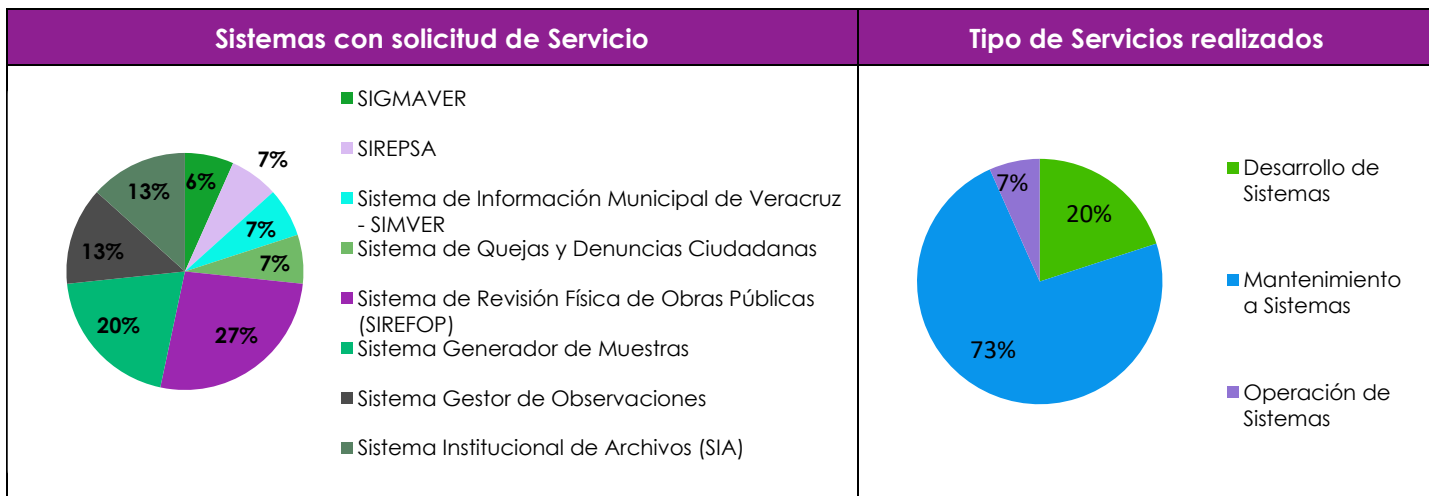 Sistemas con solicitud de Servicio
Tipo de Servicios realizados
6%
7%
7%
7%
27%
20%
13%
13%
SIGMAVER
SIREPSA
Sistema de Información Municipal de Veracruz
- SIMVER
Sistema de Quejas y Denuncias Ciudadanas
Sistema de Revisión Física de Obras Públicas
(SIREFOP)
Sistema Generador de Muestras
Sistema Gestor de Observaciones
Sistema Institucional de Archivos (SIA)
7%
20%
73%
Desarrollo de
Sistemas
Mantenimiento
a Sistemas
Operación de
Sistemas